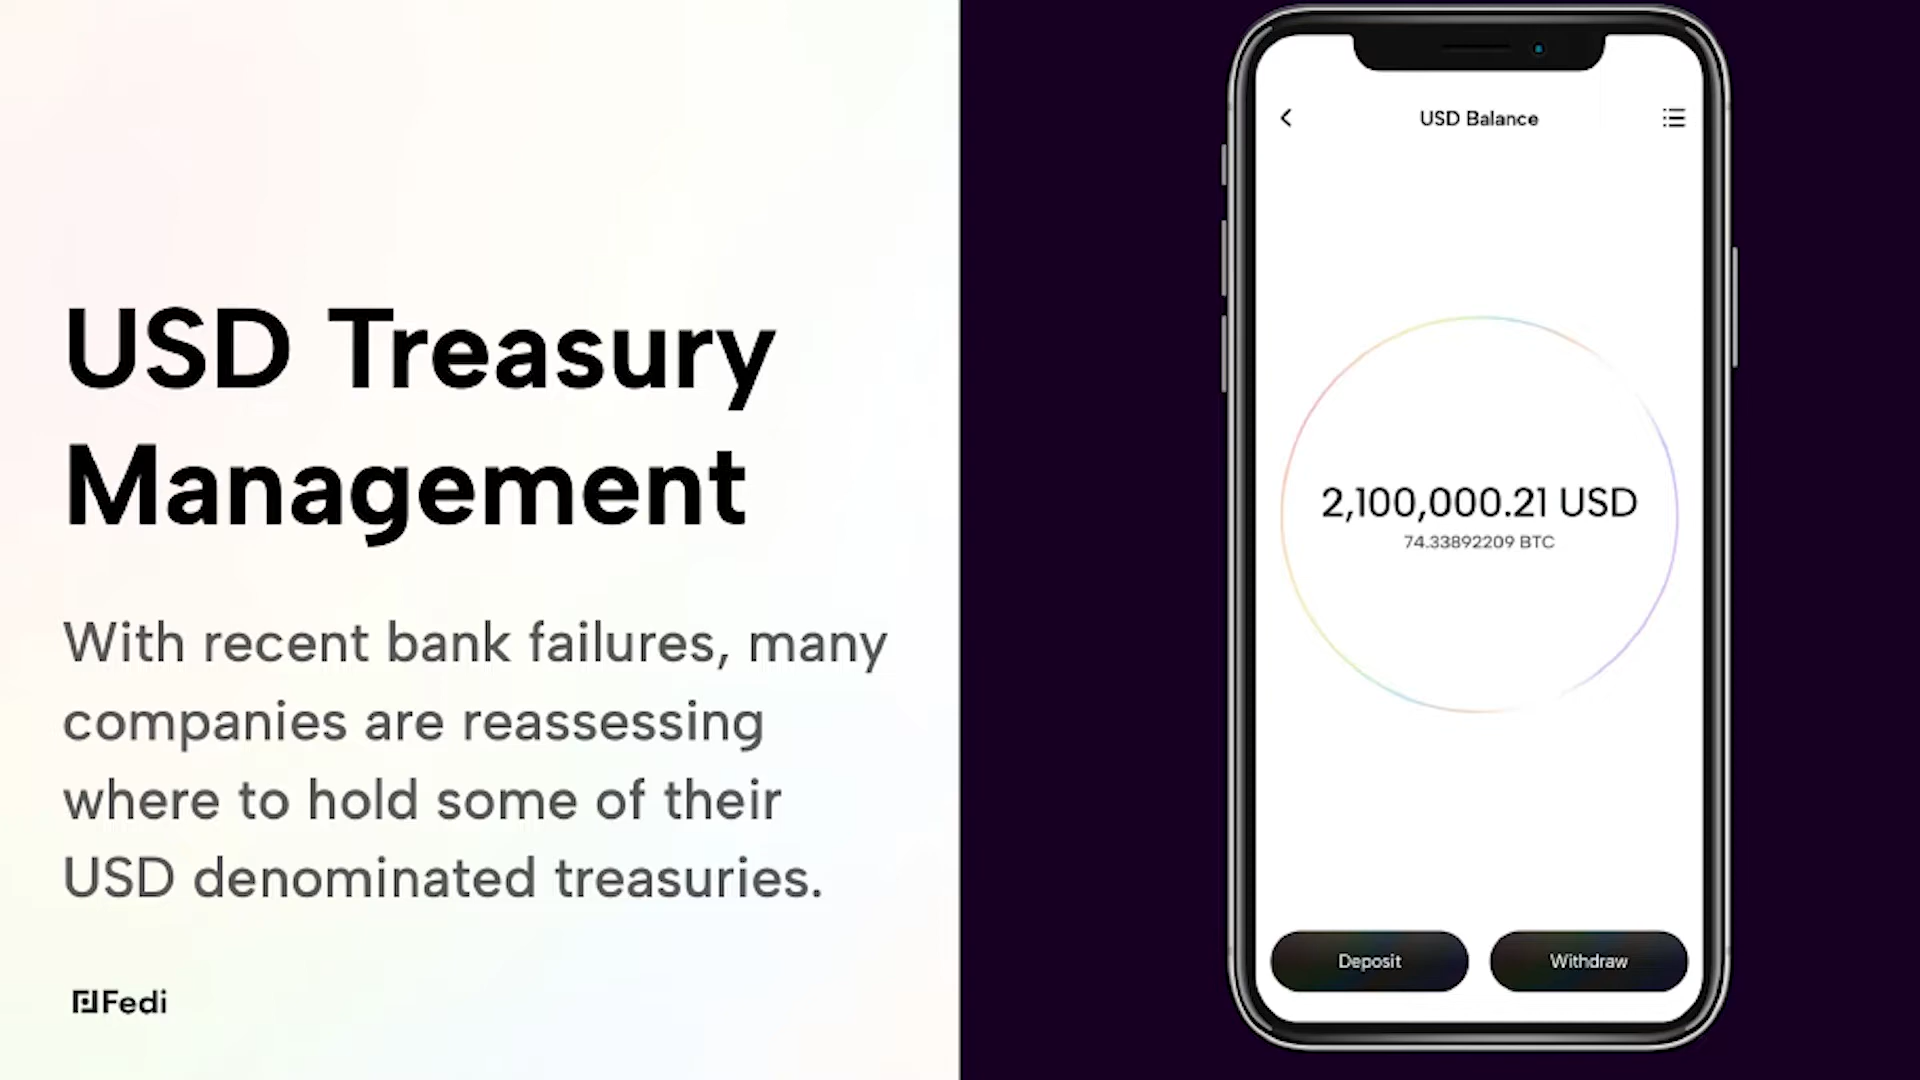 USD Treasury
Management
With recent bank failures, many
companies are reassessing
where to hold some of their
USD denominated treasuries.
Fedi
USD Balance
2,100,000.21 USD
74.33892209 BTC
Deposit
Withdraw